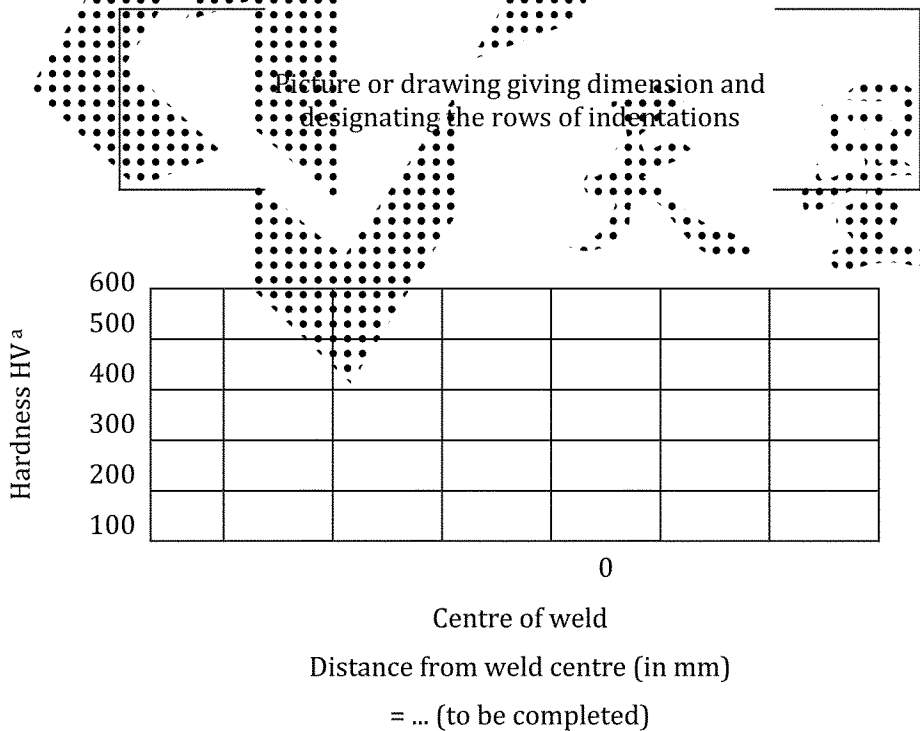 Picture or drawing giving dimension and
designating the rows of indentations
600
500
400
300
200
100
Hardness HV a
0
Centre of weld
Distance from weld centre (in mm)
= ... (to be completed)